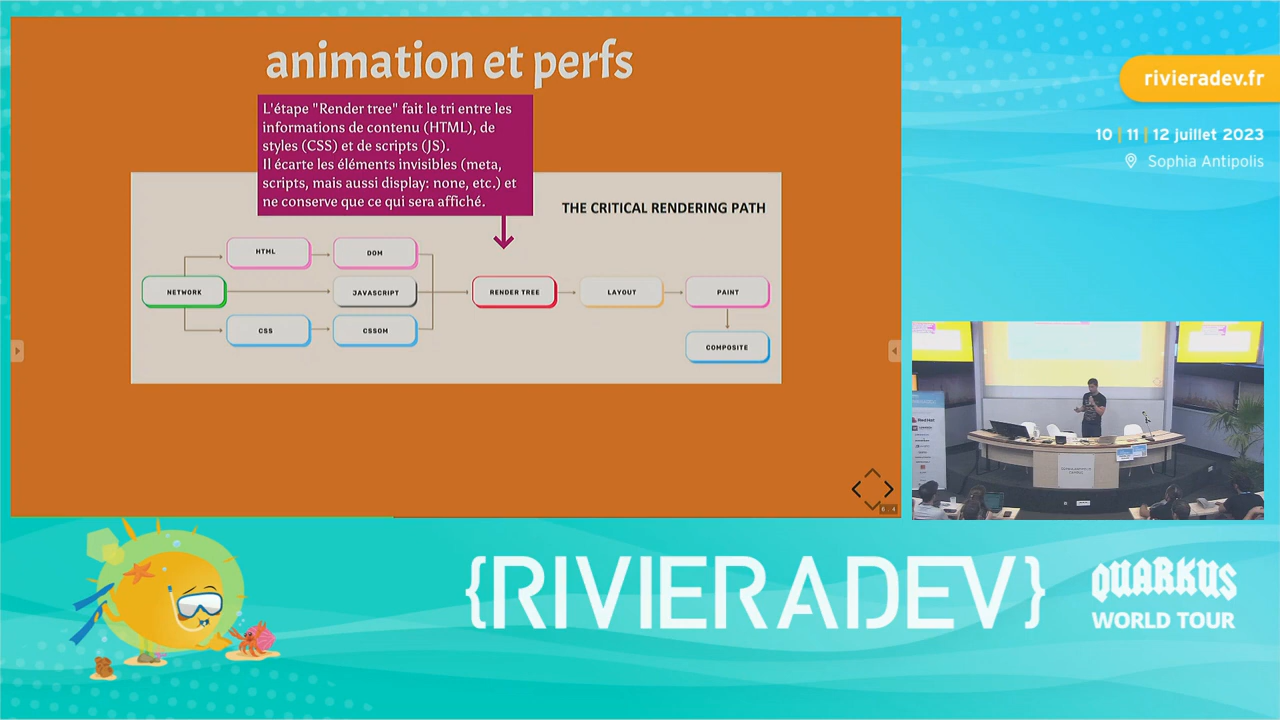 animation et perfs
L'étape "Render tree" fait le tri entre les
informations de contenu (HTML), de
styles (CSS) et de scripts (JS).
Il écarte les éléments invisibles (meta,
scripts, mais aussi display: none, etc.) et
ne conserve que ce qui sera affiché.
THE CRITICAL RENDERING PATH
HTML
DOM
NETWORK
JAVASCRIPT
RENDER TREE
LAYOUT
PAINT
CSS
CSSOM
COMPOSITE
rivieradev.fr
10 | 11 | 12 juillet 2023
Sophia Antipolis
{RIVIERADEV}
QUARKUS
WORLD TOUR